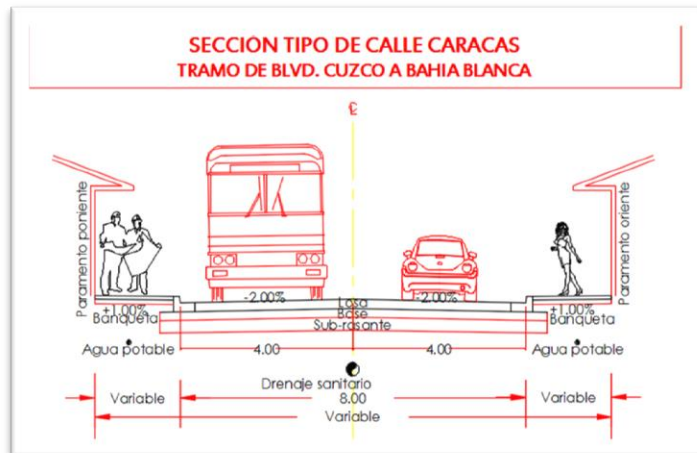 SECCIÓN TIPO DE CALLE CARACAS
TRAMO DE BLVD. CUZCO A BAHIA BLANCA
℄
Paramento poniente
Paramento oriente
-2.00% Losa -2.00%
+1.00% Base +1.00%
Banqueta Sub-rasante Banqueta
Agua potable 4.00 4.00 Agua potable
Drenaje sanitario
Variable 8.00 Variable
Variable